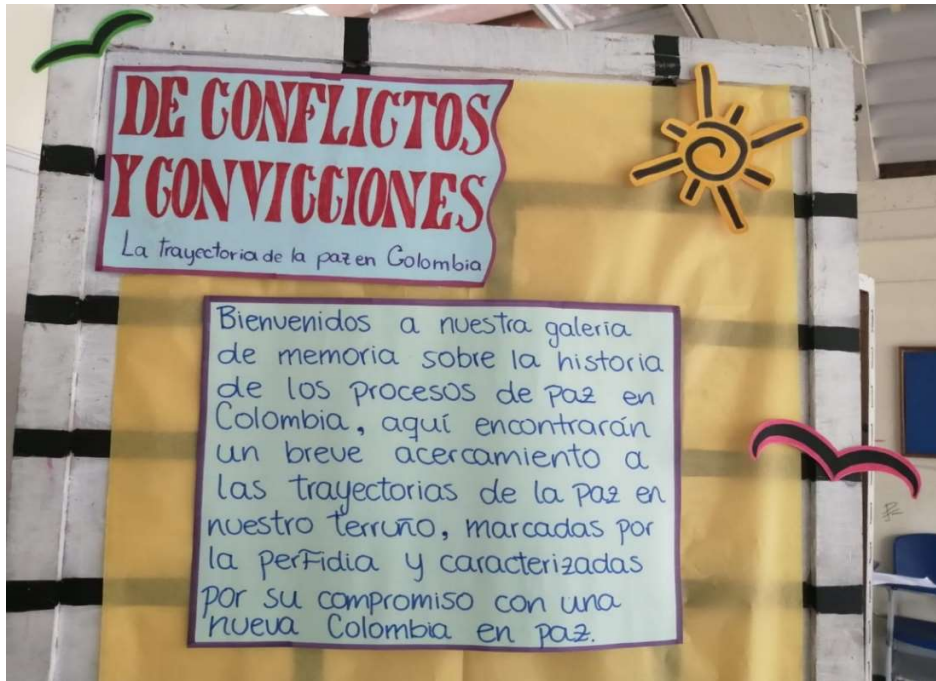 DE CONFLICTOS
Y CONVICCIONES
La trayectoria de la paz en Colombia
Bienvenidos a nuestra galeria
de memoria sobre la historia
de los procesos de paz en
Colombia, aquí encontrarán
un breve acercamiento a
las trayectorias de la paz en
nuestro terruño, marcadas por
la perfidia y caracterizadas
por su compromiso con una
nueva Colombia en paz.